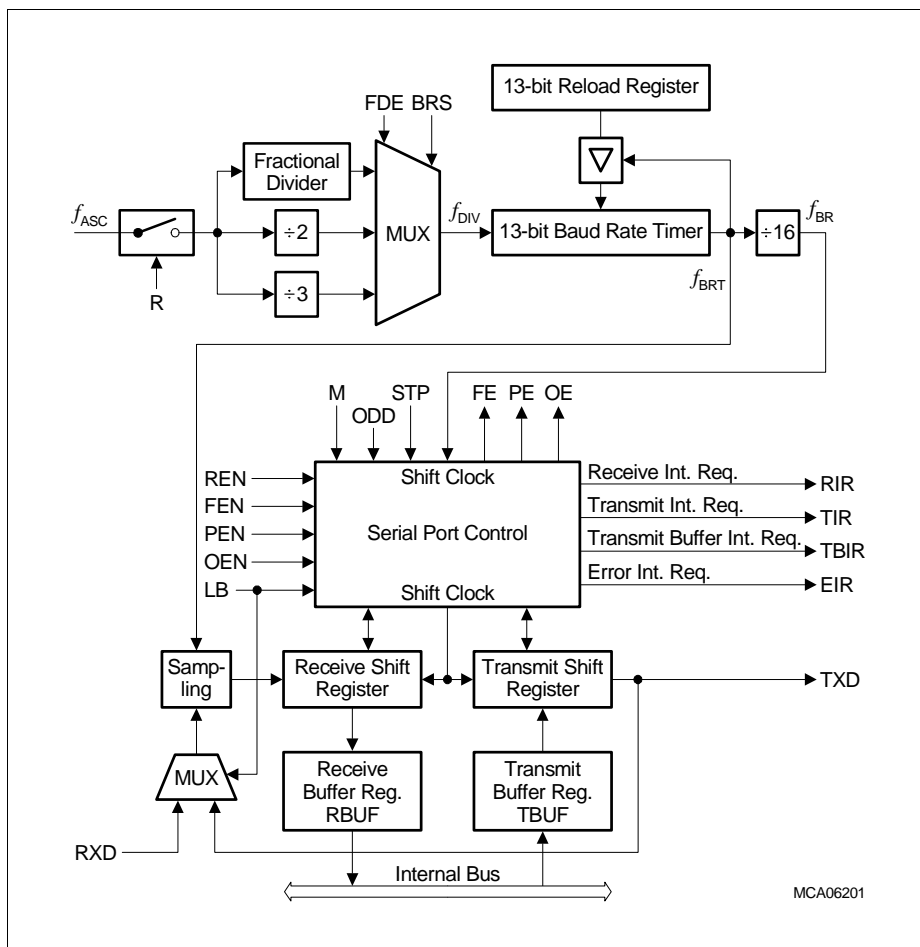 13-bit Reload Register
FDE BRS
Fractional
Divider
fASC
÷2
MUX
fDIV
13-bit Baud Rate Timer
÷16
fBR
R
÷3
fBRT
M
ODD
STP
FE
PE
OE
REN
FEN
PEN
OEN
LB
Shift Clock
Serial Port Control
Shift Clock
Receive Int. Req.
RIR
Transmit Int. Req.
TIR
Transmit Buffer Int. Req.
TBIR
Error Int. Req.
EIR
Samp-
ling
Receive Shift
Register
Transmit Shift
Register
TXD
MUX
Receive
Buffer Reg.
RBUF
Transmit
Buffer Reg.
TBUF
RXD
Internal Bus
MCA06201